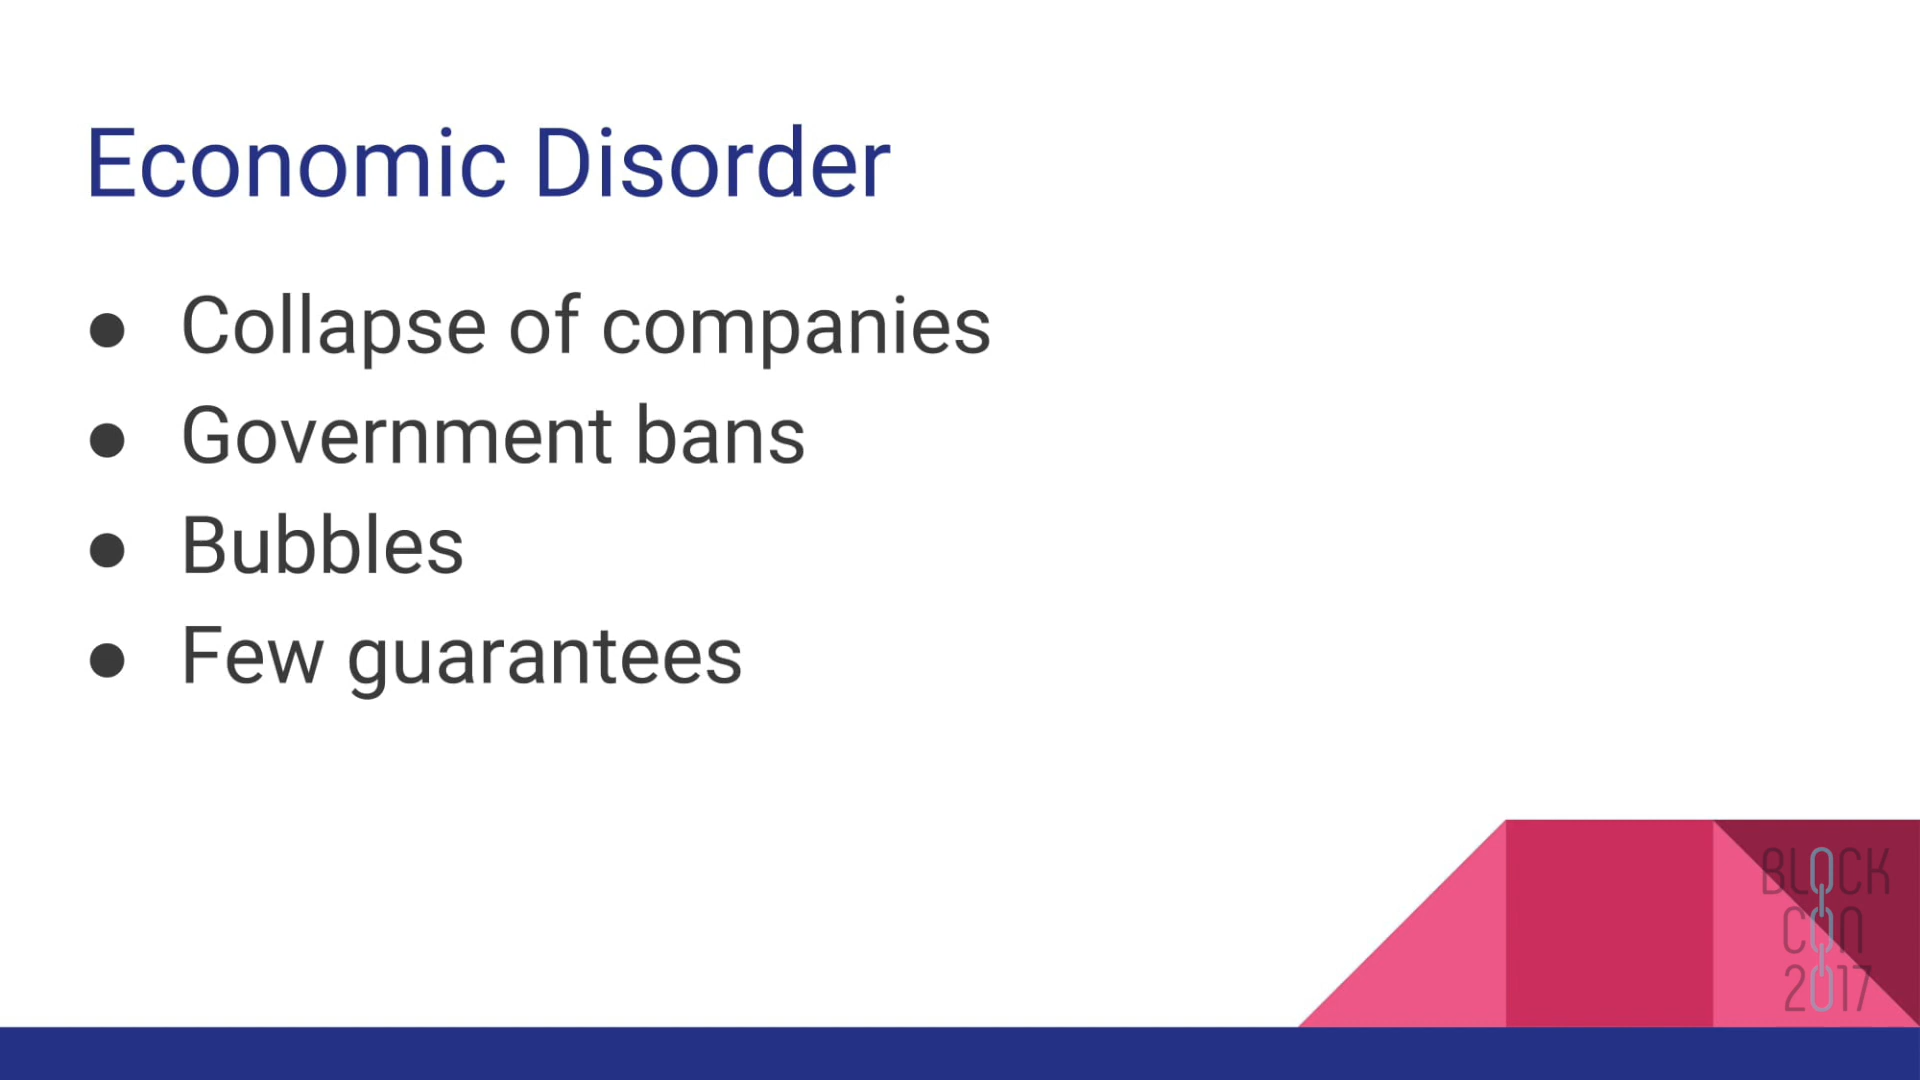 Economic Disorder
● Collapse of companies
● Government bans
● Bubbles
● Few guarantees
BLOCK
CON
2017